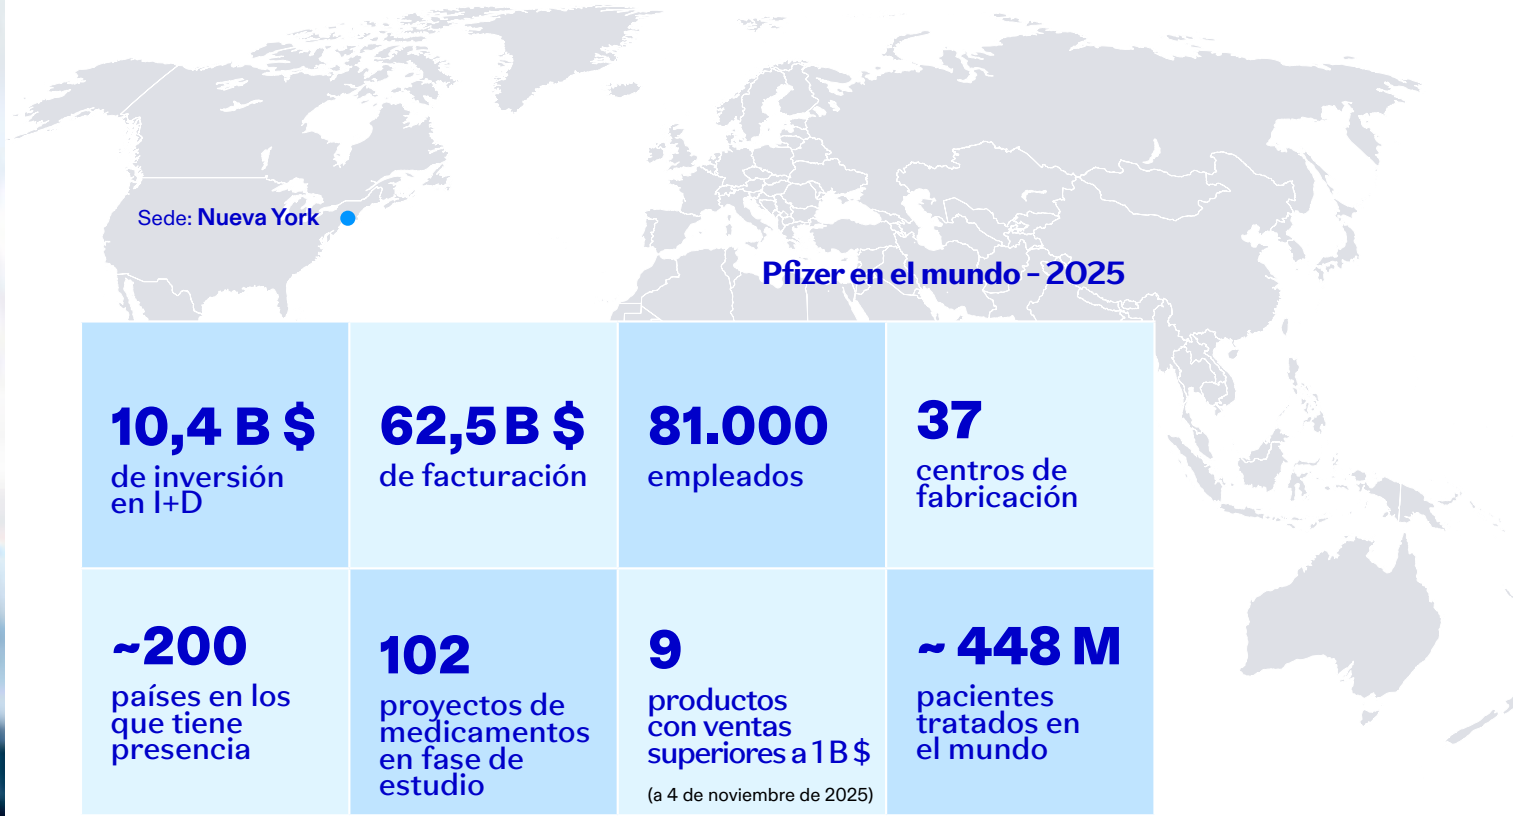 Sede: Nueva York
Pfizer en el mundo – 2025
10,4 B $
de inversión
en I+D
62,5 B $
de facturación
81.000
empleados
37
centros de
fabricación
~200
países en los
que tiene
presencia
102
proyectos de
medicamentos
en fase de
estudio
9
productos
con ventas
superiores a 1 B $
(a 4 de noviembre de 2025)
~ 448 M
pacientes
tratados en
el mundo